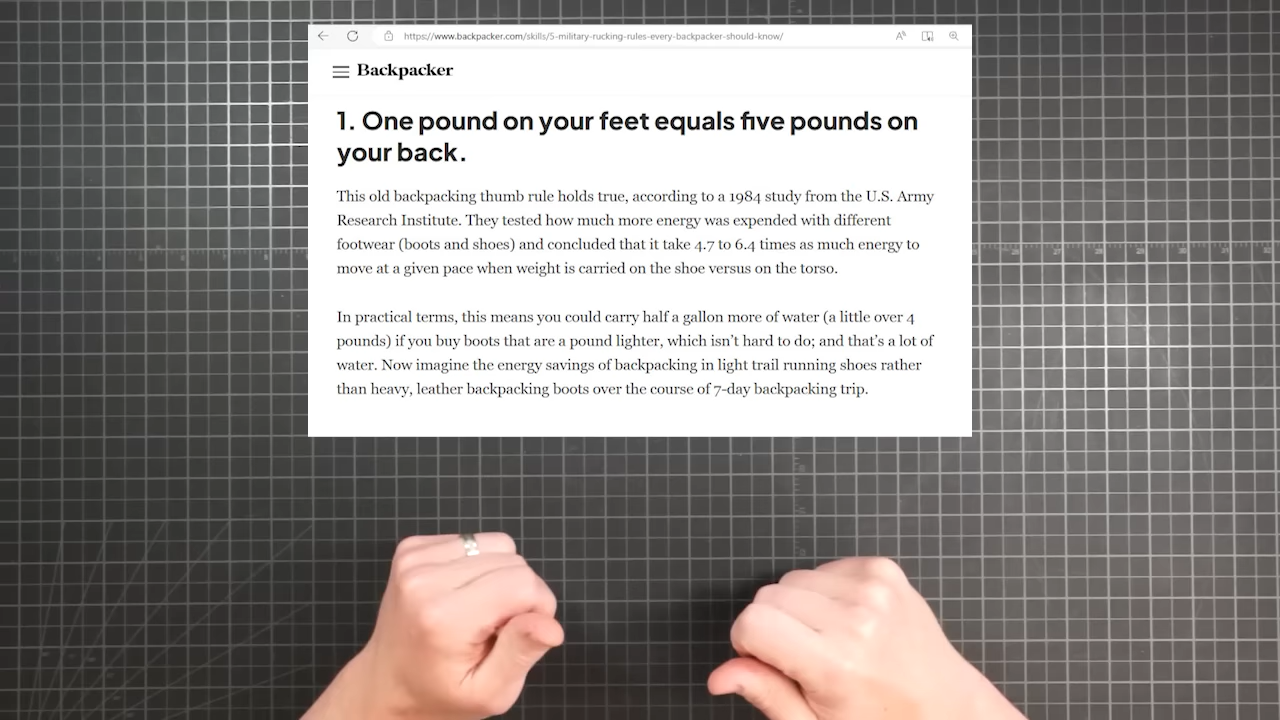 https://www.backpacker.com/skills/5-military-rucking-rules-every-backpacker-should-know/
Backpacker
1. One pound on your feet equals five pounds on
your back.
This old backpacking thumb rule holds true, according to a 1984 study from the U.S. Army
Research Institute. They tested how much more energy was expended with different
footwear (boots and shoes) and concluded that it take 4.7 to 6.4 times as much energy to
move at a given pace when weight is carried on the shoe versus on the torso.
In practical terms, this means you could carry half a gallon more of water (a little over 4
pounds) if you buy boots that are a pound lighter, which isn't hard to do; and that's a lot of
water. Now imagine the energy savings of backpacking in light trail running shoes rather
than heavy, leather backpacking boots over the course of 7-day backpacking trip.